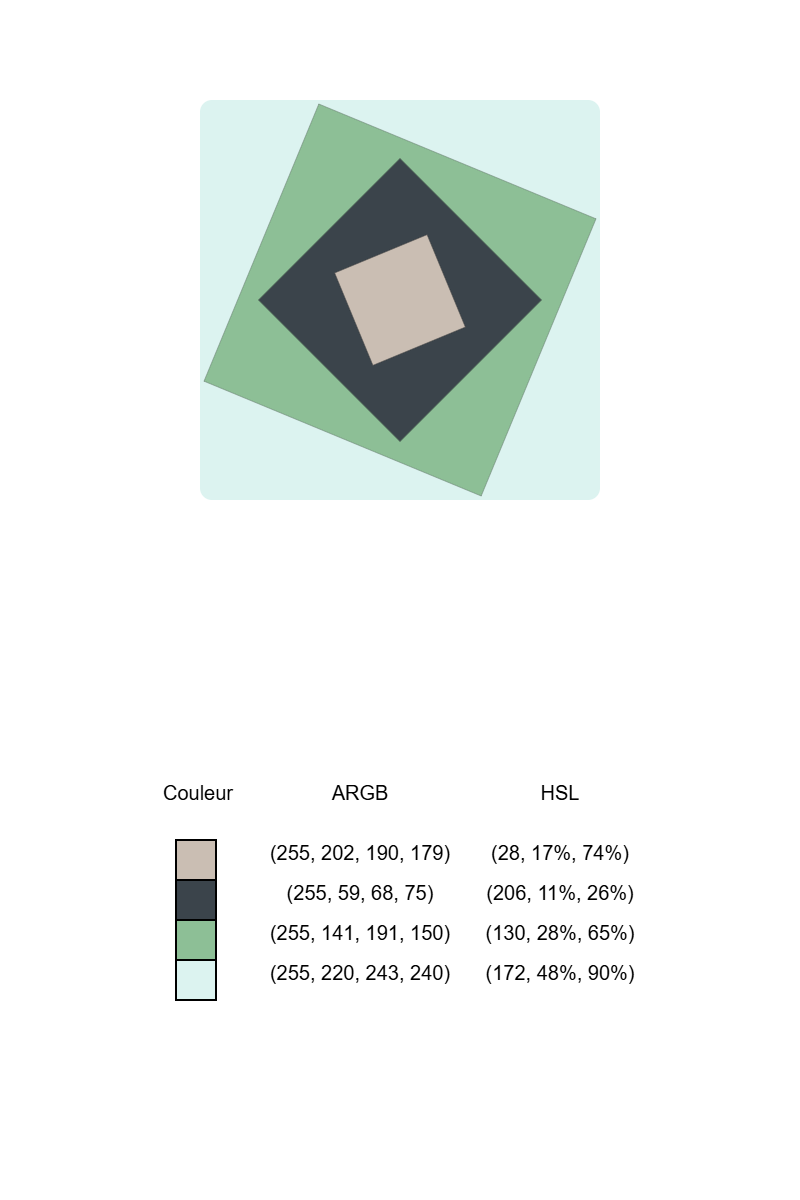 Couleur ARGB HSL
(255, 202, 190, 179) (28, 17%, 74%)
(255, 59, 68, 75) (206, 11%, 26%)
(255, 141, 191, 150) (130, 28%, 65%)
(255, 220, 243, 240) (172, 48%, 90%)